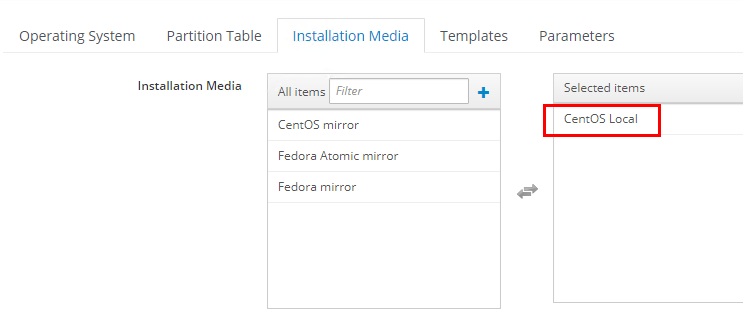 Operating System Partition Table Installation Media Templates Parameters
Installation Media All items Filter Selected items
CentOS mirror CentOS Local
Fedora Atomic mirror
Fedora mirror